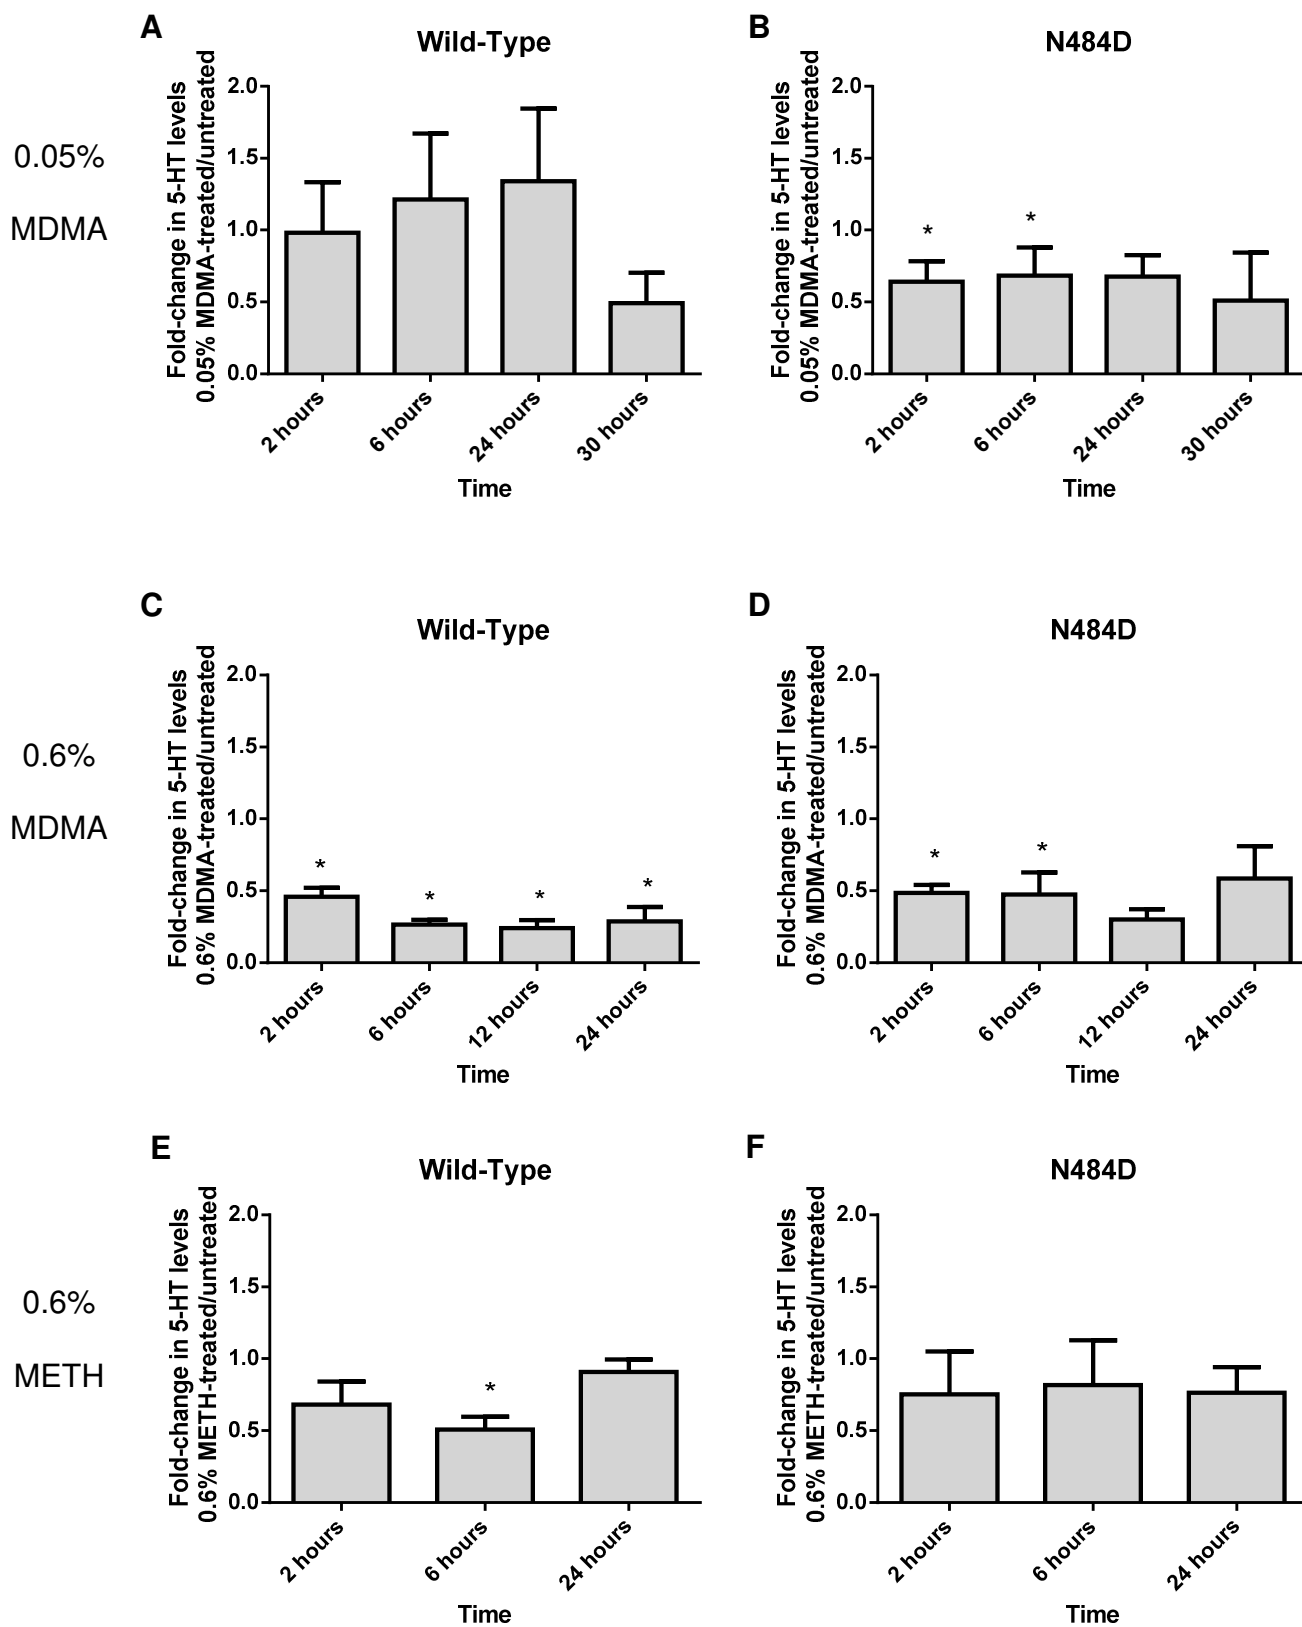 A
Wild-Type
0.05%
MDMA
Fold-change in 5-HT levels
0.05% MDMA-treated/untreated
2.0
1.5
1.0
0.5
0.0
2 hours
6 hours
24 hours
30 hours
Time
B
N484D
Fold-change in 5-HT levels
0.05% MDMA-treated/untreated
2.0
1.5
1.0
0.5
0.0
*
*
2 hours
6 hours
24 hours
30 hours
Time
C
Wild-Type
0.6%
MDMA
Fold-change in 5-HT levels
0.6% MDMA-treated/untreated
2.0
1.5
1.0
0.5
0.0
*
*
*
*
2 hours
6 hours
12 hours
24 hours
Time
D
N484D
Fold-change in 5-HT levels
0.6% MDMA-treated/untreated
2.0
1.5
1.0
0.5
0.0
*
*
2 hours
6 hours
12 hours
24 hours
Time
E
Wild-Type
0.6%
METH
Fold-change in 5-HT levels
0.6% METH-treated/untreated
2.0
1.5
1.0
0.5
0.0
*
2 hours
6 hours
24 hours
Time
F
N484D
Fold-change in 5-HT levels
0.6% METH-treated/untreated
2.0
1.5
1.0
0.5
0.0
2 hours
6 hours
24 hours
Time